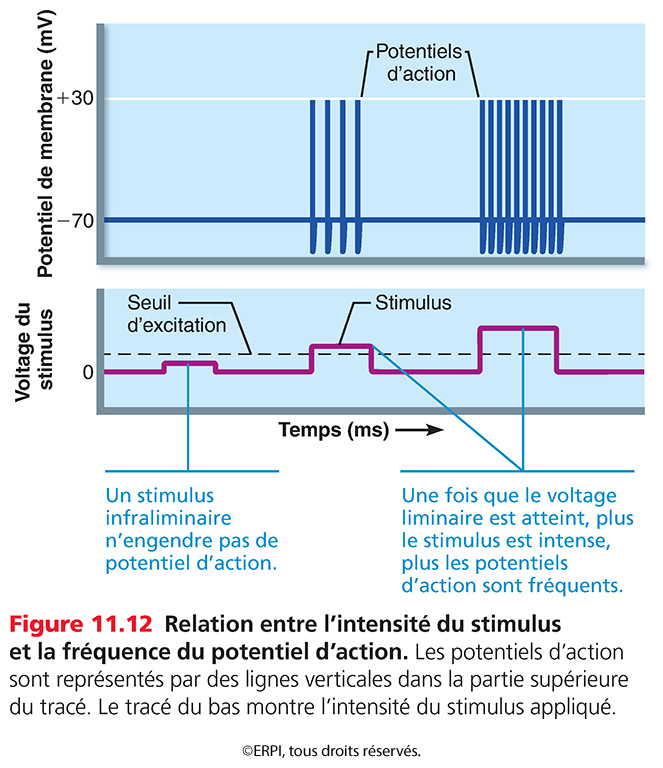 Potentiel de membrane (mV)
+30
−70
Potentiels
d’action
Voltage du
stimulus
0
Seuil
d’excitation
Stimulus
Temps (ms)
Un stimulus
infraliminaire
n’engendre pas de
potentiel d’action.
Une fois que le voltage
liminaire est atteint, plus
le stimulus est intense,
plus les potentiels
d’action sont fréquents.
Figure 11.12 Relation entre l’intensité du stimulus
et la fréquence du potentiel d’action. Les potentiels d’action
sont représentés par des lignes verticales dans la partie supérieure
du tracé. Le tracé du bas montre l’intensité du stimulus appliqué.
©ERPI, tous droits réservés.